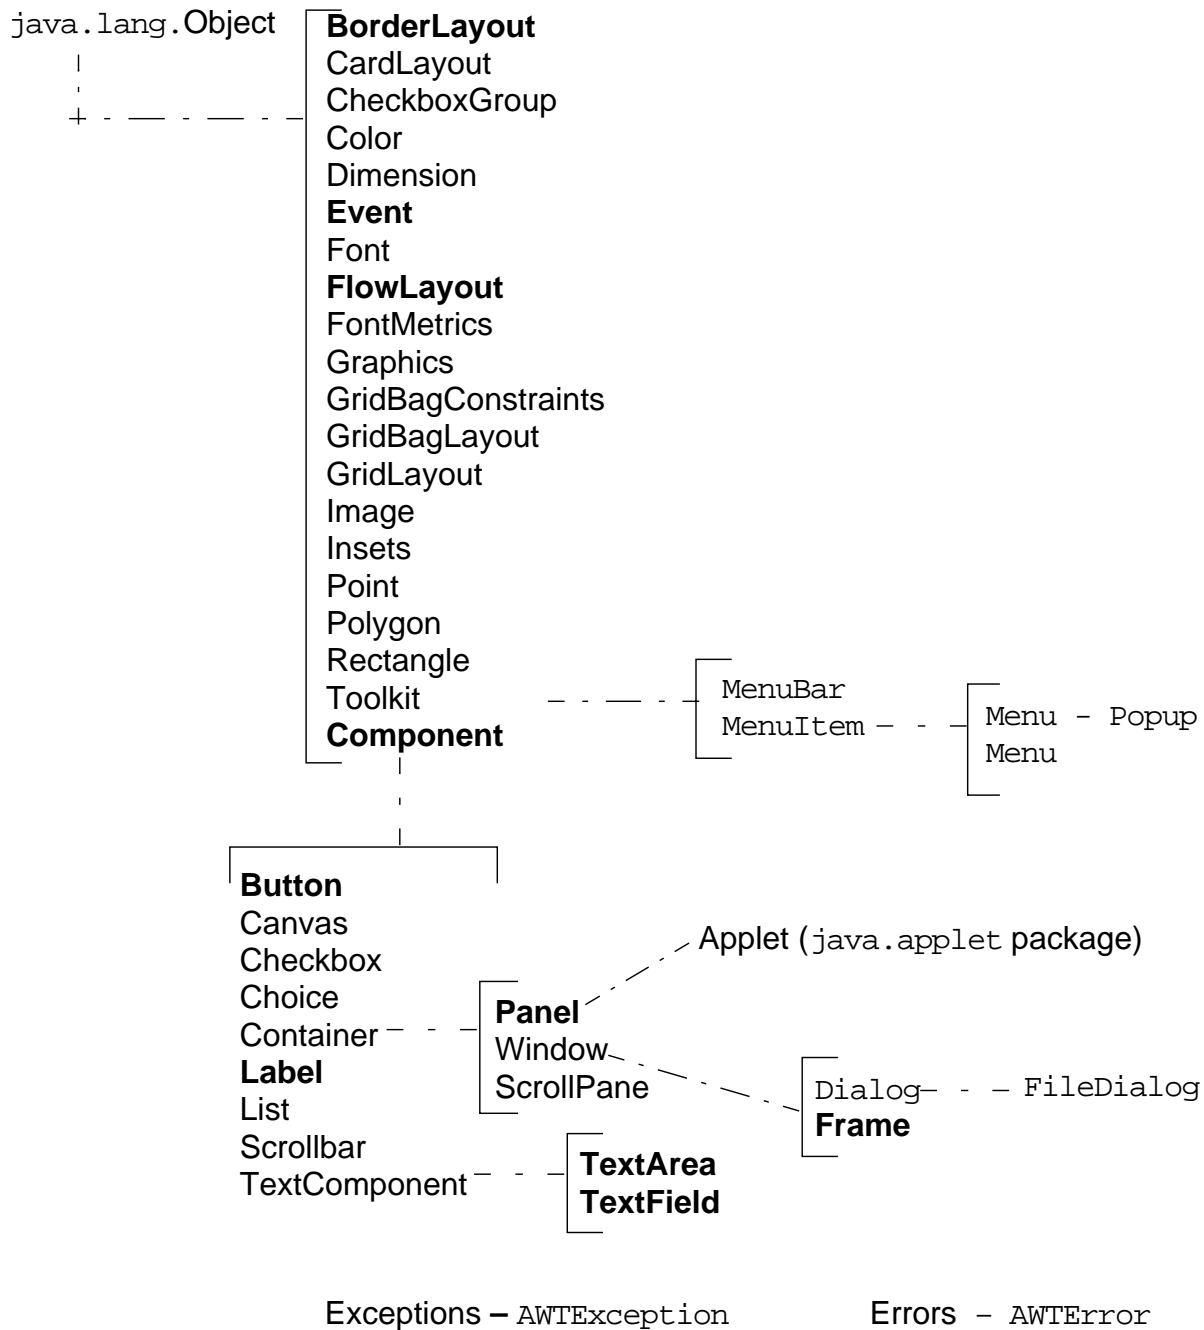 java.lang.Object
BorderLayout
CardLayout
CheckboxGroup
Color
Dimension
Event
Font
FlowLayout
FontMetrics
Graphics
GridBagConstraints
GridBagLayout
GridLayout
Image
Insets
Point
Polygon
Rectangle
Toolkit
Component
MenuBar
MenuItem
Menu - Popup
Menu
Button
Canvas
Checkbox
Choice
Container
Label
List
Scrollbar
TextComponent
Applet (java.applet package)
Panel
Window
ScrollPane
Dialog
Frame
FileDialog
TextArea
TextField
Exceptions – AWTException
Errors – AWTError